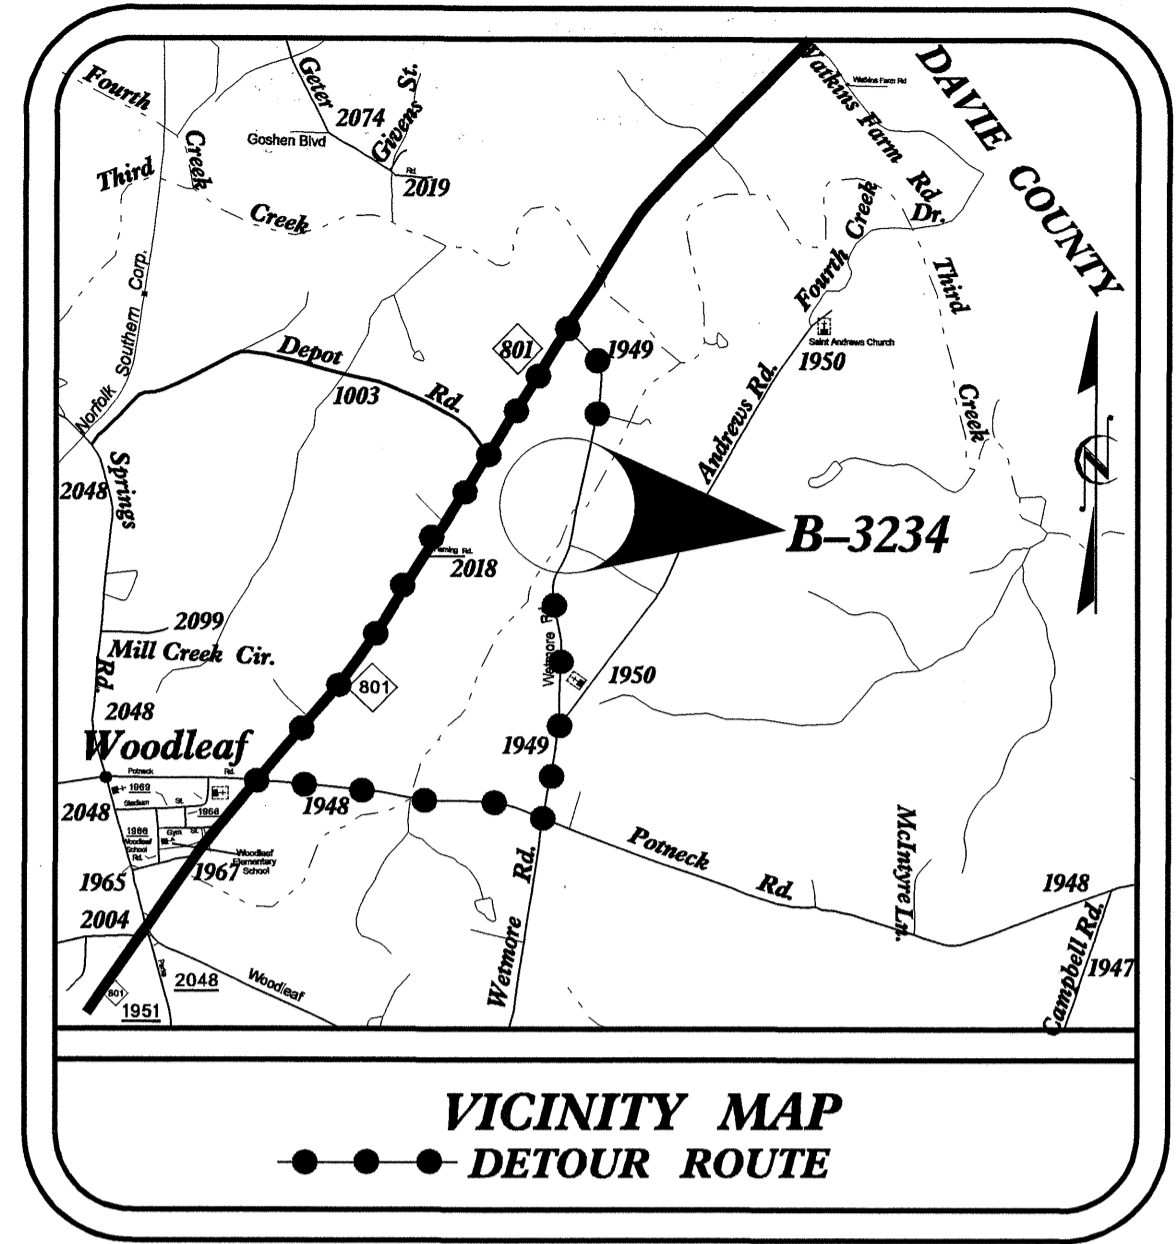 Fourth
Creek
Geter
2074
Givens St.
Goshen Blvd
Rd.
2019
Third
Creek
Watkins Farm Rd
Watkins Farm Rd
Dr.
DAVIE COUNTY
Fourth Creek
Third
Creek
Saint Andrews Church
1950
Andrews Rd.
Norfolk Southern Corp.
801
1949
Depot
Rd.
1003
Springs
2048
B-3234
N
2018
Rd.
2099
Mill Creek Cir.
Rd.
2048
801
Wetmore Rd
1950
1949
Woodleaf
Potneck Rd.
1969
Stadium St.
1966
2048
1966
Woodleaf
School
Rd.
Gym St.
Woodleaf
Elementary
School
1967
1965
2004
1948
Potneck
Rd.
Wetmore Rd.
McIntyre Ln.
1948
Campbell Rd.
1947
2048
Woodleaf
801
1951
VICINITY MAP
DETOUR ROUTE